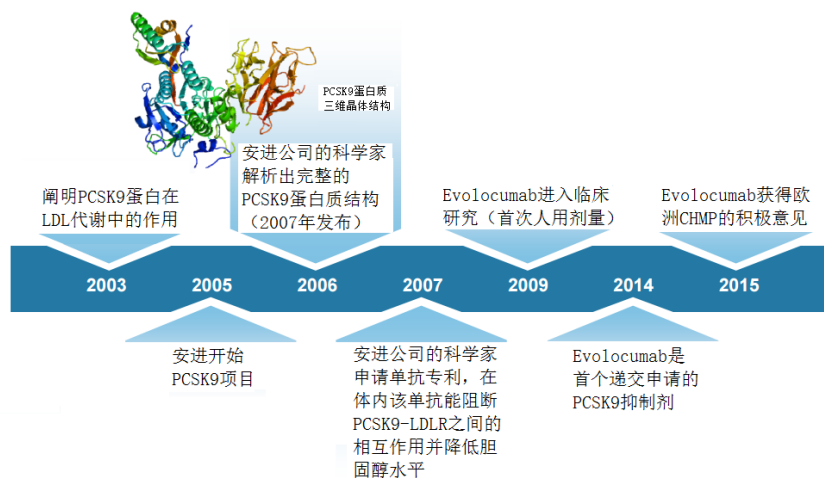 PCSK9蛋白质
三维晶体结构
阐明PCSK9蛋白在
LDL代谢中的作用
安进公司的科学家
解析出完整的
PCSK9蛋白质结构
（2007年发布）
Evolocumab进入临床
研究（首次人用剂量）
Evolocumab获得欧
洲CHMP的积极意见
2003
2005
2006
2007
2009
2014
2015
安进开始
PCSK9项目
安进公司的科学家
申请单抗专利，在
体内该单抗能阻断
PCSK9-LDLR之间的
相互作用并降低胆
固醇水平
Evolocumab是
首个递交申请的
PCSK9抑制剂